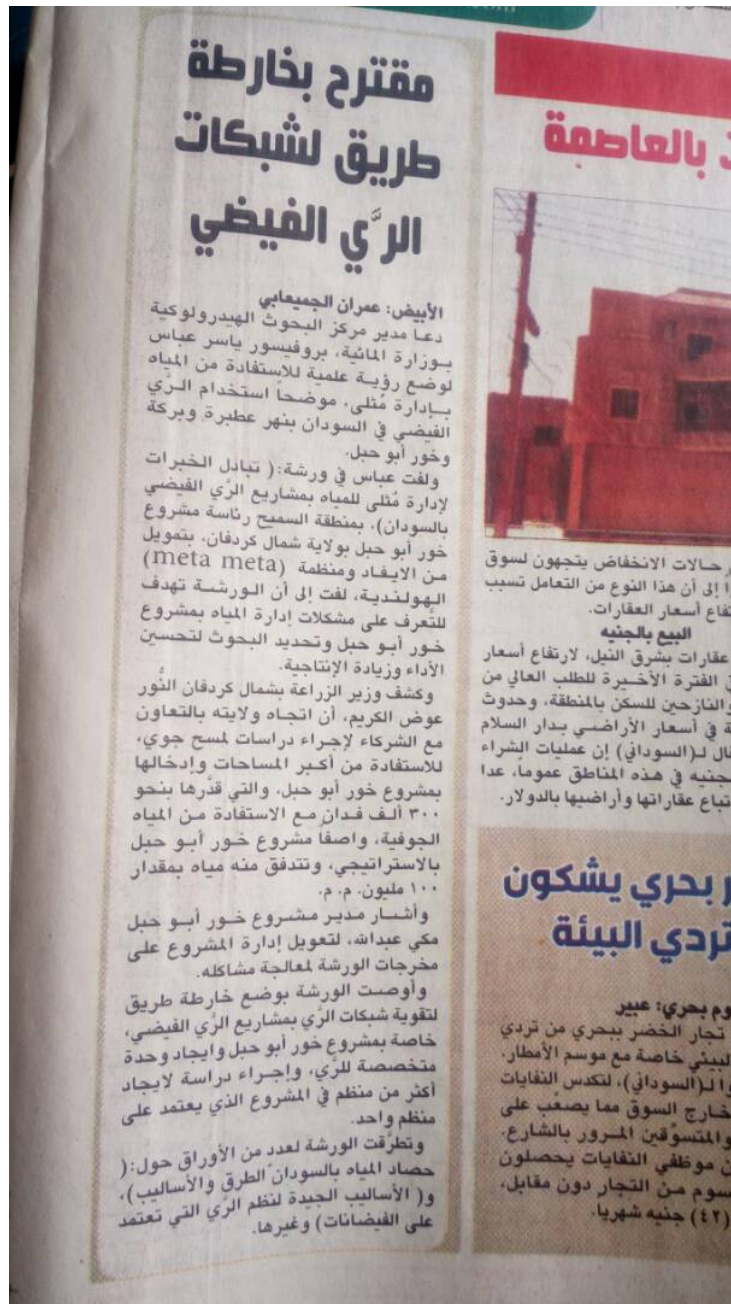 مقترح بخارطة
طريق لشبكات
الرَّي الفيضي
الأبيض: عمران الجميعابي
دعا مدير مركز البحوث الهيدرولوكية
بوزارة المائية، بروفيسور ياسر عباس
لوضع رؤية علمية للاستفادة من المياه
بإدارة مُثلى، موضحاً استخدام الرَّي
الفيضي في السودان بنهر عطبرة وبركة
وخور أبو حبل.
ولفت عباس في ورشة:( تبادل الخبرات
لإدارة مُثلى للمياه بمشاريع الرَّي الفيضي
بالسودان)، بمنطقة السميح رئاسة مشروع
خور أبو حبل بولاية شمال كردفان، بتمويل
من الايفاد ومنظمة (meta meta)
الهولندية، لفت إلى أن الورشة تهدف
للتَّعرف على مشكلات إدارة المياه بمشروع
خور أبو حبل وتحديد البحوث لتحسين
الأداء وزيادة الإنتاجية.
وكشف وزير الزراعة بشمال كردفان النُّور
عوض الكريم، أن اتجاه ولايته بالتعاون
مع الشركاء لإجراء دراسات لمسح جوي،
للاستفادة من أكبر المساحات وإدخالها
بمشروع خور أبو حبل، والتي قدَّرها بنحو
٣٠٠ ألف فدان مع الاستفادة من المياه
الجوفية، واصفاً مشروع خور أبو حبل
بالاستراتيجي، وتتدفق منه مياه بمقدار
١٠٠ مليون. م. م.
وأشار مدير مشروع خور أبو حبل
مكي عبدالله، لتعويل إدارة المشروع على
مخرجات الورشة لمعالجة مشاكله.
وأوصت الورشة بوضع خارطة طريق
لتقوية شبكات الرَّي بمشاريع الرَّي الفيضي،
خاصة بمشروع خور أبو حبل وايجاد وحدة
متخصصة للرَّي، وإجراء دراسة لايجاد
أكثر من منظم في المشروع الذي يعتمد على
منظم واحد.
وتطرَّقت الورشة لعدد من الأوراق حول:(
حصاد المياه بالسودان الطرق والأساليب)،
و( الأساليب الجيدة لنظم الرَّي التي تعتمد
على الفيضانات) وغيرها.
بالعاصمة
حالات الانخفاض يتجهون لسوق
إلى أن هذا النوع من التعامل تسبب
أسعار العقارات.
البيع بالجنيه
عقارات بشرق النيل، لارتفاع أسعار
الفترة الأخيرة للطلب العالي من
والنازحين للسكن بالمنطقة، وحدوث
في أسعار الأراضي بدار السلام
لـ(السوداني) إن عمليات الشراء
في هذه المناطق عموماً، عدا
تباع عقاراتها وأراضيها بالدولار.
بحري يشكون
تردي البيئة
بحري: عبير
تجار الخضر ببحري من تردي
خاصة مع موسم الأمطار،
لـ(السوداني)، لتكدس النفايات
خارج السوق مما يصعَّب على
والمتسوِّقين المرور بالشارع.
موظفي النفايات يحصلون
من التجار دون مقابل،
(٤٢) جنيه شهريا.